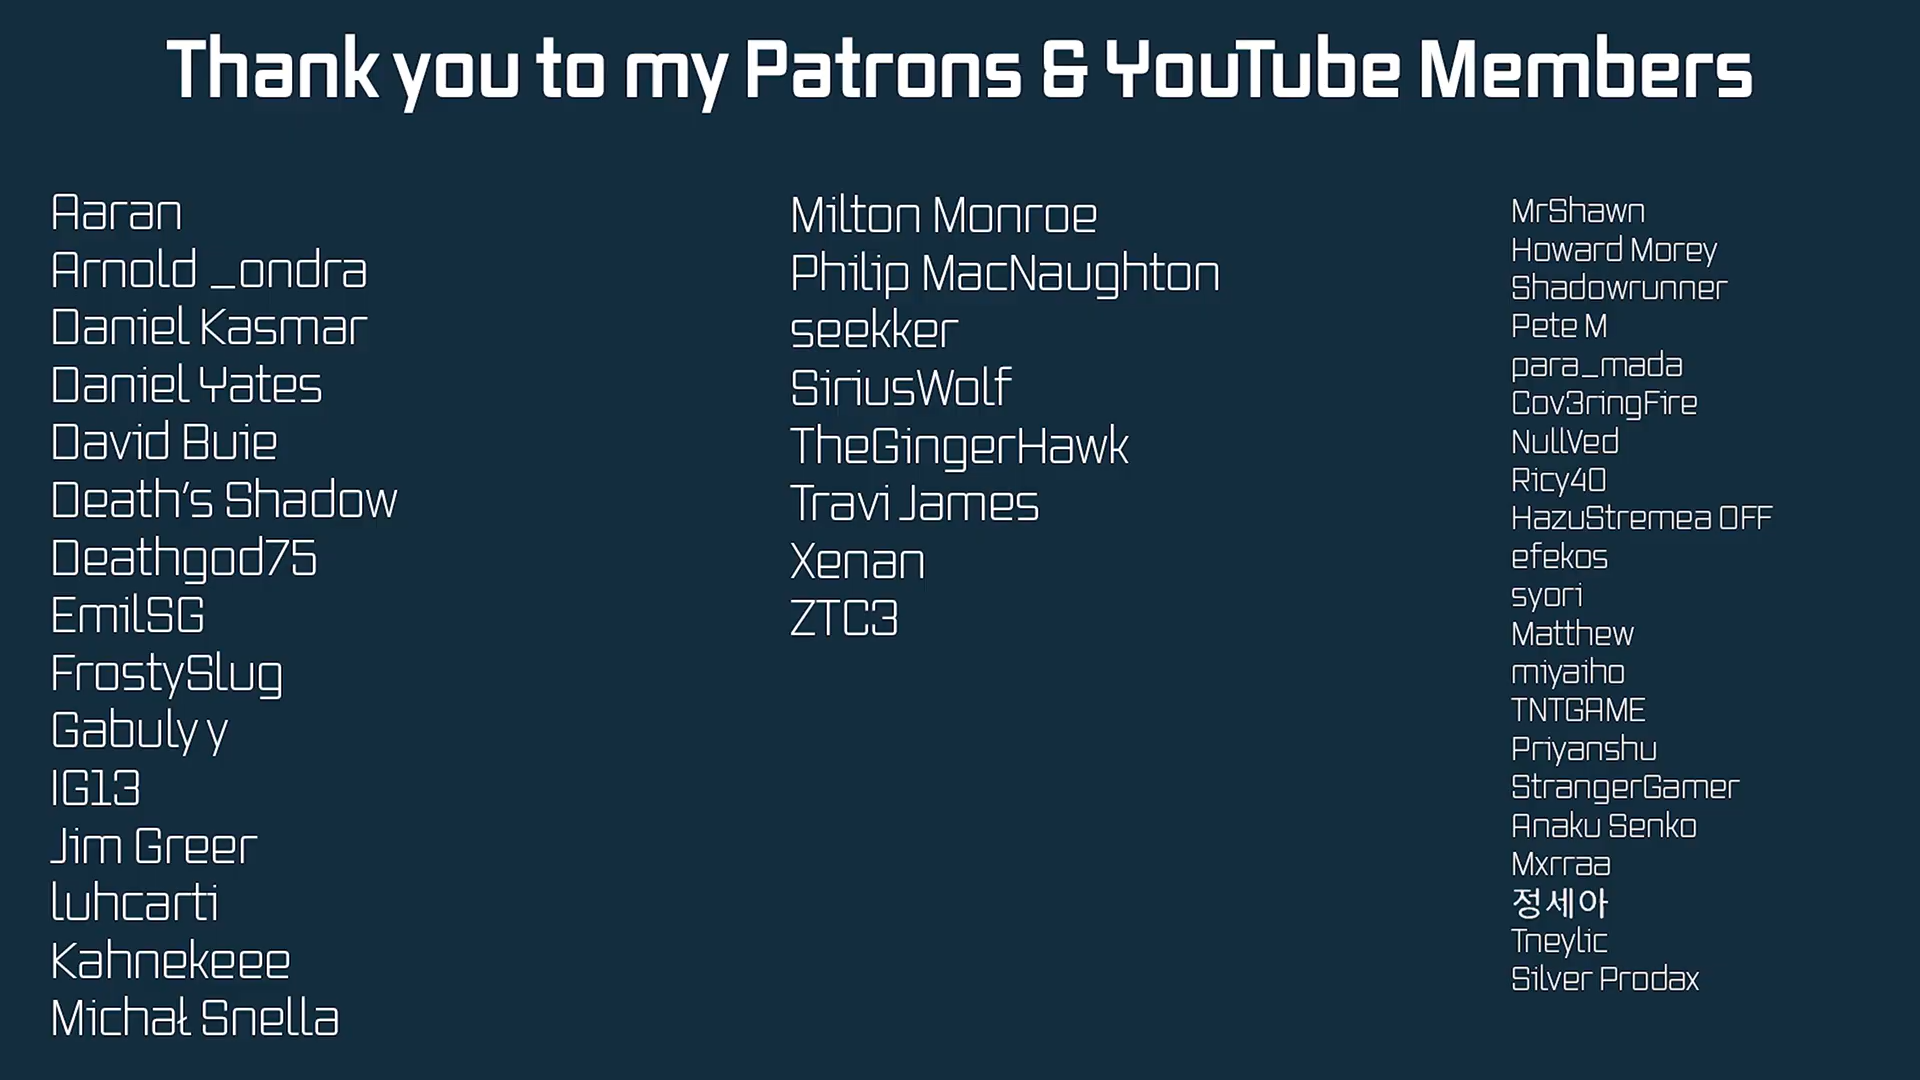 Thank you to my Patrons & YouTube Members
Aaran
Arnold _ondra
Daniel Kasmar
Daniel Yates
David Buie
Death's Shadow
Deathgod75
EmilSG
FrostySlug
Gabuly y
IG13
Jim Greer
luhcarti
Kahnekeee
Michał Snella
Milton Monroe
Philip MacNaughton
seekker
SiriusWolf
TheGingerHawk
Travi James
Xenan
ZTC3
MrShawn
Howard Morey
Shadowrunner
Pete M
para_mada
Cov3ringFire
NullVed
Ricy40
HazuStremea OFF
efekos
syori
Matthew
miyaiho
TNTGAME
Priyanshu
StrangerGamer
Anaku Senko
Mxrraa
정세아
Tneylic
Silver Prodax